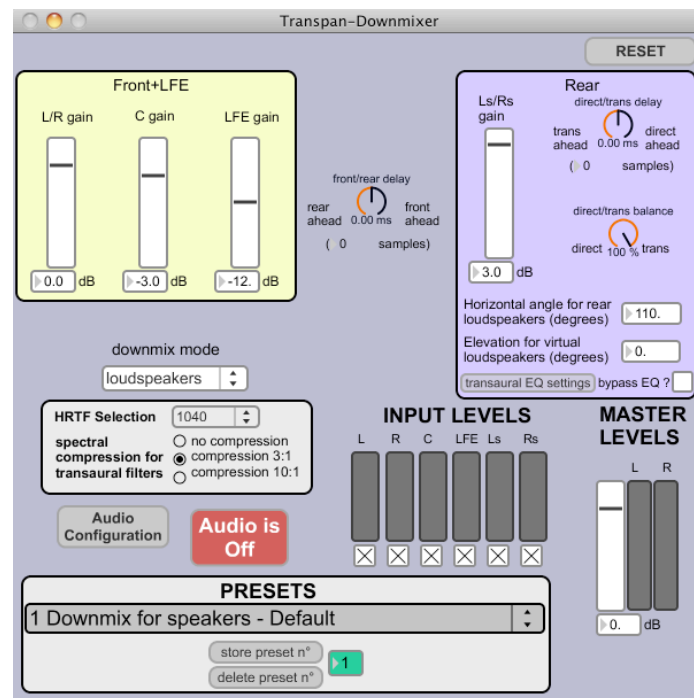 Transpan-Downmixer
RESET
Front+LFE
L/R gain
C gain
LFE gain
0.0 dB
-3.0 dB
-12. dB
front/rear delay
rear ahead
0.00 ms
front ahead
( 0 samples)
Rear
Ls/Rs gain
3.0 dB
direct/trans delay
trans ahead
0.00 ms
direct ahead
( 0 samples)
direct/trans balance
direct 100 % trans
Horizontal angle for rear
loudspeakers (degrees)
110.
Elevation for virtual
loudspeakers (degrees)
0.
transaural EQ settings
bypass EQ ?
downmix mode
loudspeakers
HRTF Selection
1040
spectral
compression for
transaural filters
no compression
compression 3:1
compression 10:1
Audio
Configuration
Audio is
Off
INPUT LEVELS
L R C LFE Ls Rs
MASTER
LEVELS
L R
0. dB
PRESETS
1 Downmix for speakers - Default
store preset n°
delete preset n°
1